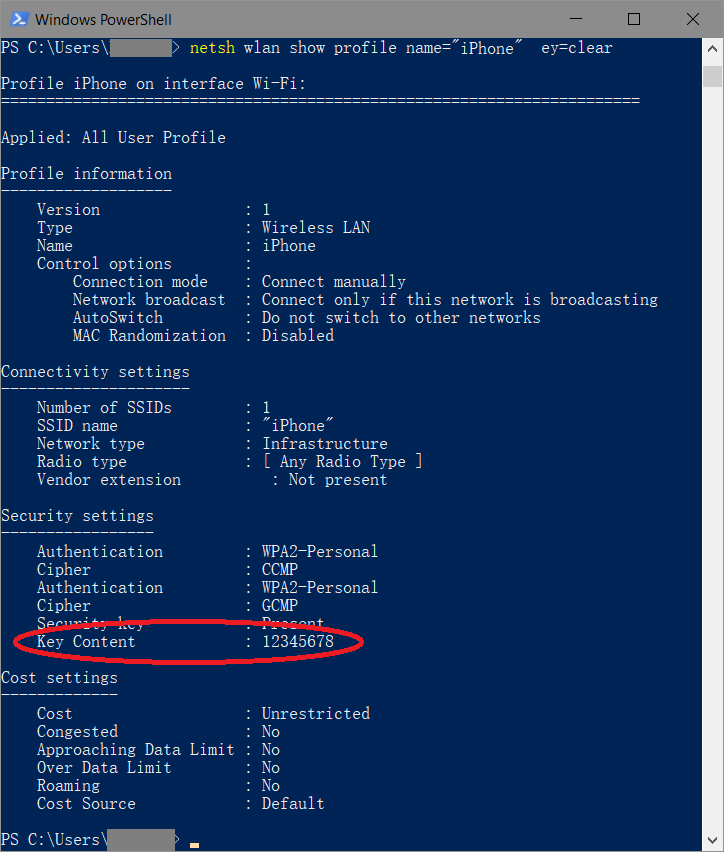 Windows PowerShell
PS C:\Users\ > netsh wlan show profile name="iPhone" ey=clear
Profile iPhone on interface Wi-Fi:
=======================================================================
Applied: All User Profile
Profile information
-------------------
Version : 1
Type : Wireless LAN
Name : iPhone
Control options :
Connection mode : Connect manually
Network broadcast : Connect only if this network is broadcasting
AutoSwitch : Do not switch to other networks
MAC Randomization : Disabled
Connectivity settings
---------------------
Number of SSIDs : 1
SSID name : "iPhone"
Network type : Infrastructure
Radio type : [ Any Radio Type ]
Vendor extension : Not present
Security settings
-----------------
Authentication : WPA2-Personal
Cipher : CCMP
Authentication : WPA2-Personal
Cipher : GCMP
Security key : Present
Key Content : 12345678
Cost settings
-------------
Cost : Unrestricted
Congested : No
Approaching Data Limit : No
Over Data Limit : No
Roaming : No
Cost Source : Default
PS C:\Users\ >